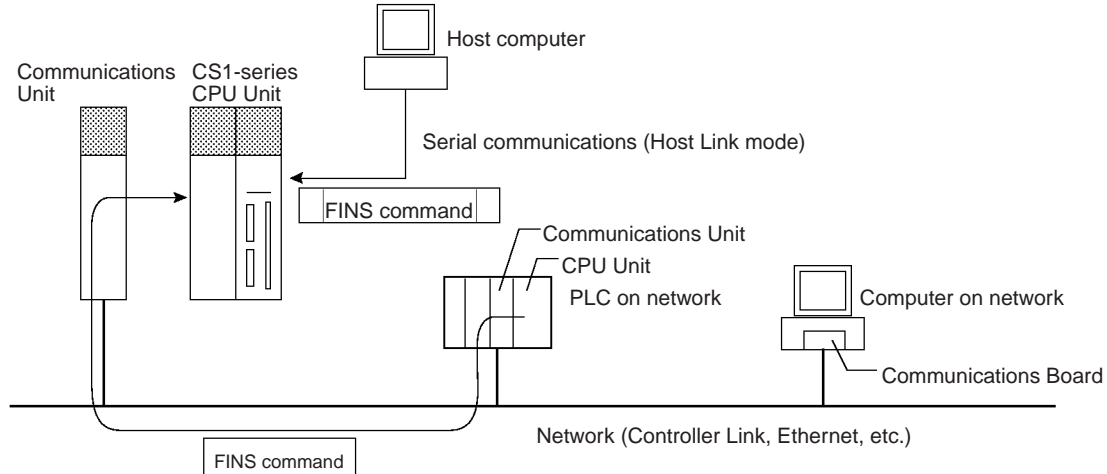 Host computer
Communications
Unit
CS1-series
CPU Unit
Serial communications (Host Link mode)
FINS command
Communications Unit
CPU Unit
PLC on network
Computer on network
Communications Board
Network (Controller Link, Ethernet, etc.)
FINS command